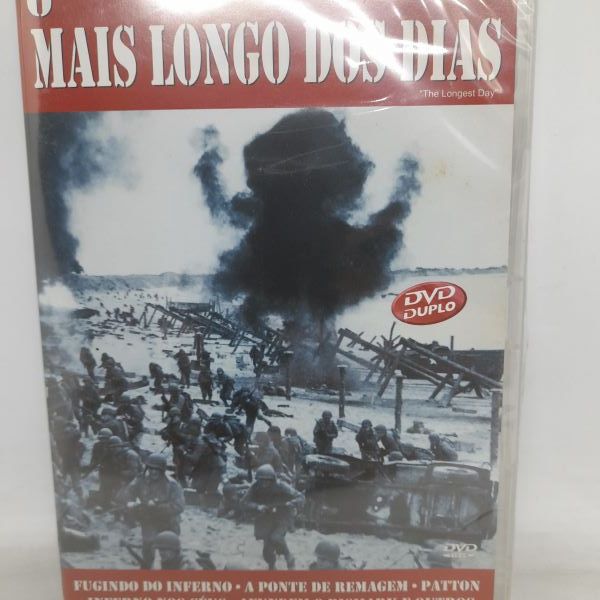 O
MAIS LONGO DOS DIAS
"The Longest Day"
DVD
DUPLO
DVD
FUGINDO DO INFERNO • A PONTE DE REMAGEM • PATTON